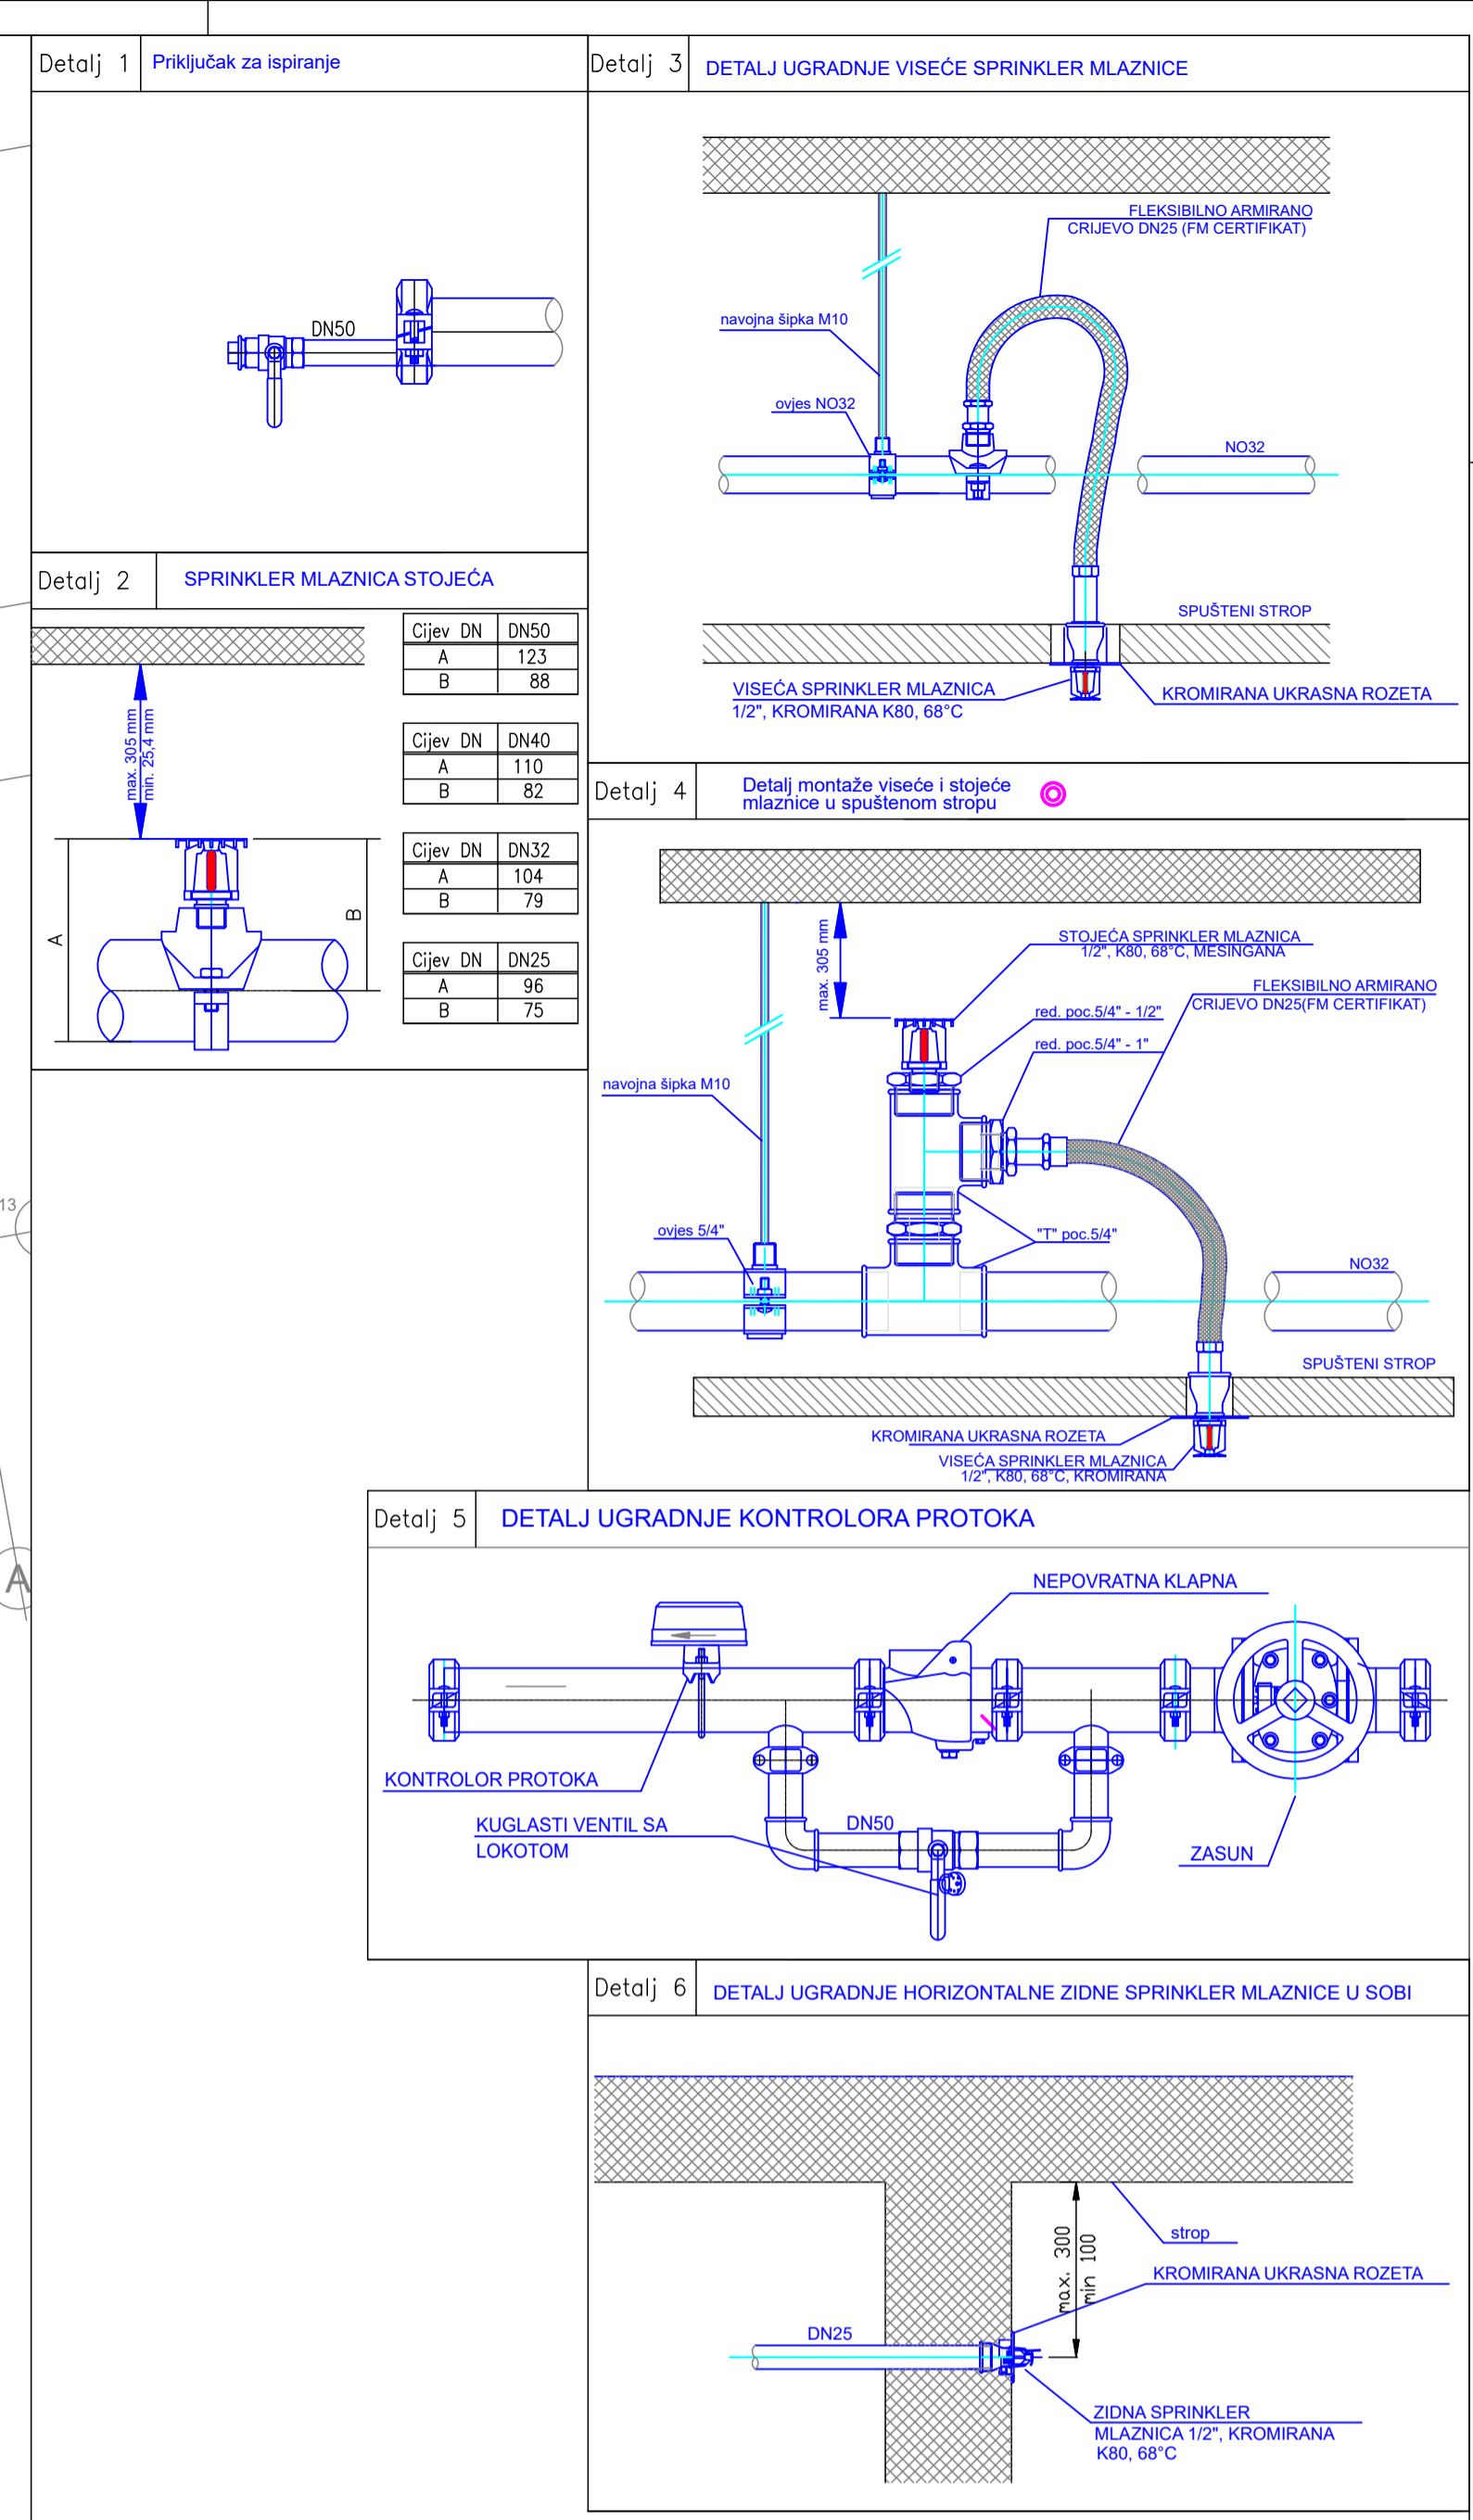 Detalj 1
Priključak za ispiranje
DN50
Detalj 2
SPRINKLER MLAZNICA STOJEĆA
max. 305 mm
min. 25,4 mm
A
B
Cijev DN DN50
A 123
B 88
Cijev DN DN40
A 110
B 82
Cijev DN DN32
A 104
B 79
Cijev DN DN25
A 96
B 75
Detalj 3
DETALJ UGRADNJE VISEĆE SPRINKLER MLAZNICE
FLEKSIBILNO ARMIRANO
CRIJEVO DN25 (FM CERTIFIKAT)
navojna šipka M10
ovjes NO32
NO32
SPUŠTENI STROP
VISEĆA SPRINKLER MLAZNICA
1/2", KROMIRANA K80, 68°C
KROMIRANA UKRASNA ROZETA
Detalj 4
Detalj montaže viseće i stojeće
mlaznice u spuštenom stropu
max. 305 mm
STOJEĆA SPRINKLER MLAZNICA
1/2", K80, 68°C, MESINGANA
FLEKSIBILNO ARMIRANO
CRIJEVO DN25(FM CERTIFIKAT)
red. poc.5/4" - 1/2"
red. poc.5/4" - 1"
navojna šipka M10
ovjes 5/4"
"T" poc.5/4"
NO32
SPUŠTENI STROP
KROMIRANA UKRASNA ROZETA
VISEĆA SPRINKLER MLAZNICA
1/2", K80, 68°C, KROMIRANA
13
A
Detalj 5
DETALJ UGRADNJE KONTROLORA PROTOKA
NEPOVRATNA KLAPNA
KONTROLOR PROTOKA
KUGLASTI VENTIL SA
LOKOTOM
DN50
ZASUN
Detalj 6
DETALJ UGRADNJE HORIZONTALNE ZIDNE SPRINKLER MLAZNICE U SOBI
max. 300
min 100
strop
KROMIRANA UKRASNA ROZETA
DN25
ZIDNA SPRINKLER
MLAZNICA 1/2", KROMIRANA
K80, 68°C